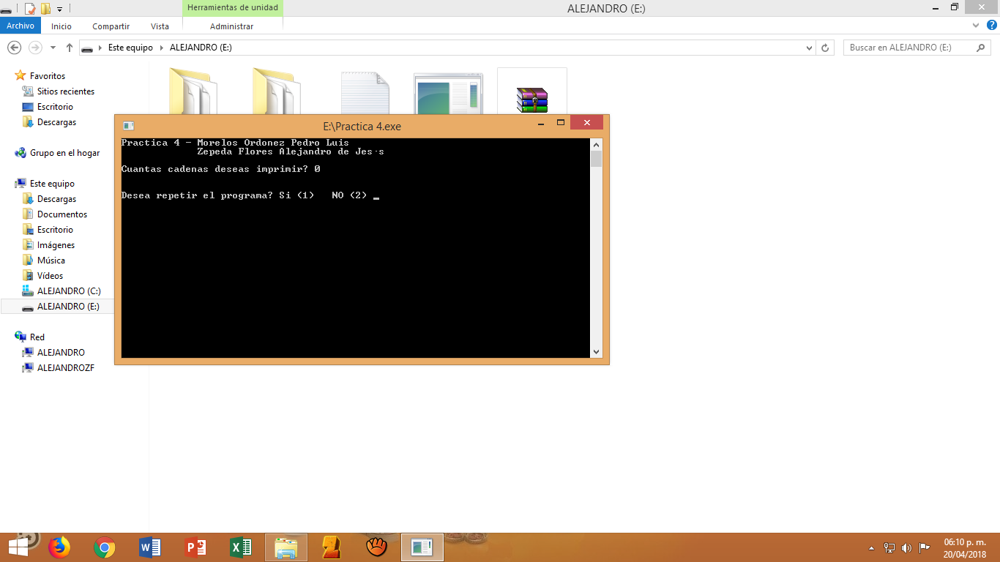 Herramientas de unidad
ALEJANDRO (E:)
Archivo
Inicio
Compartir
Vista
Administrar
Este equipo
ALEJANDRO (E:)
Buscar en ALEJANDRO (E:)
Favoritos
Sitios recientes
Escritorio
Descargas
Grupo en el hogar
Este equipo
Descargas
Documentos
Escritorio
Imágenes
Música
Vídeos
ALEJANDRO (C:)
ALEJANDRO (E:)
Red
ALEJANDRO
ALEJANDROZF
E:\Practica 4.exe
Practica 4 - Morelos Ordonez Pedro Luis
Zepeda Flores Alejandro de Jes·s
Cuantas cadenas deseas imprimir? 0
Desea repetir el programa? Si (1)   NO (2)
06:10 p. m.
20/04/2018